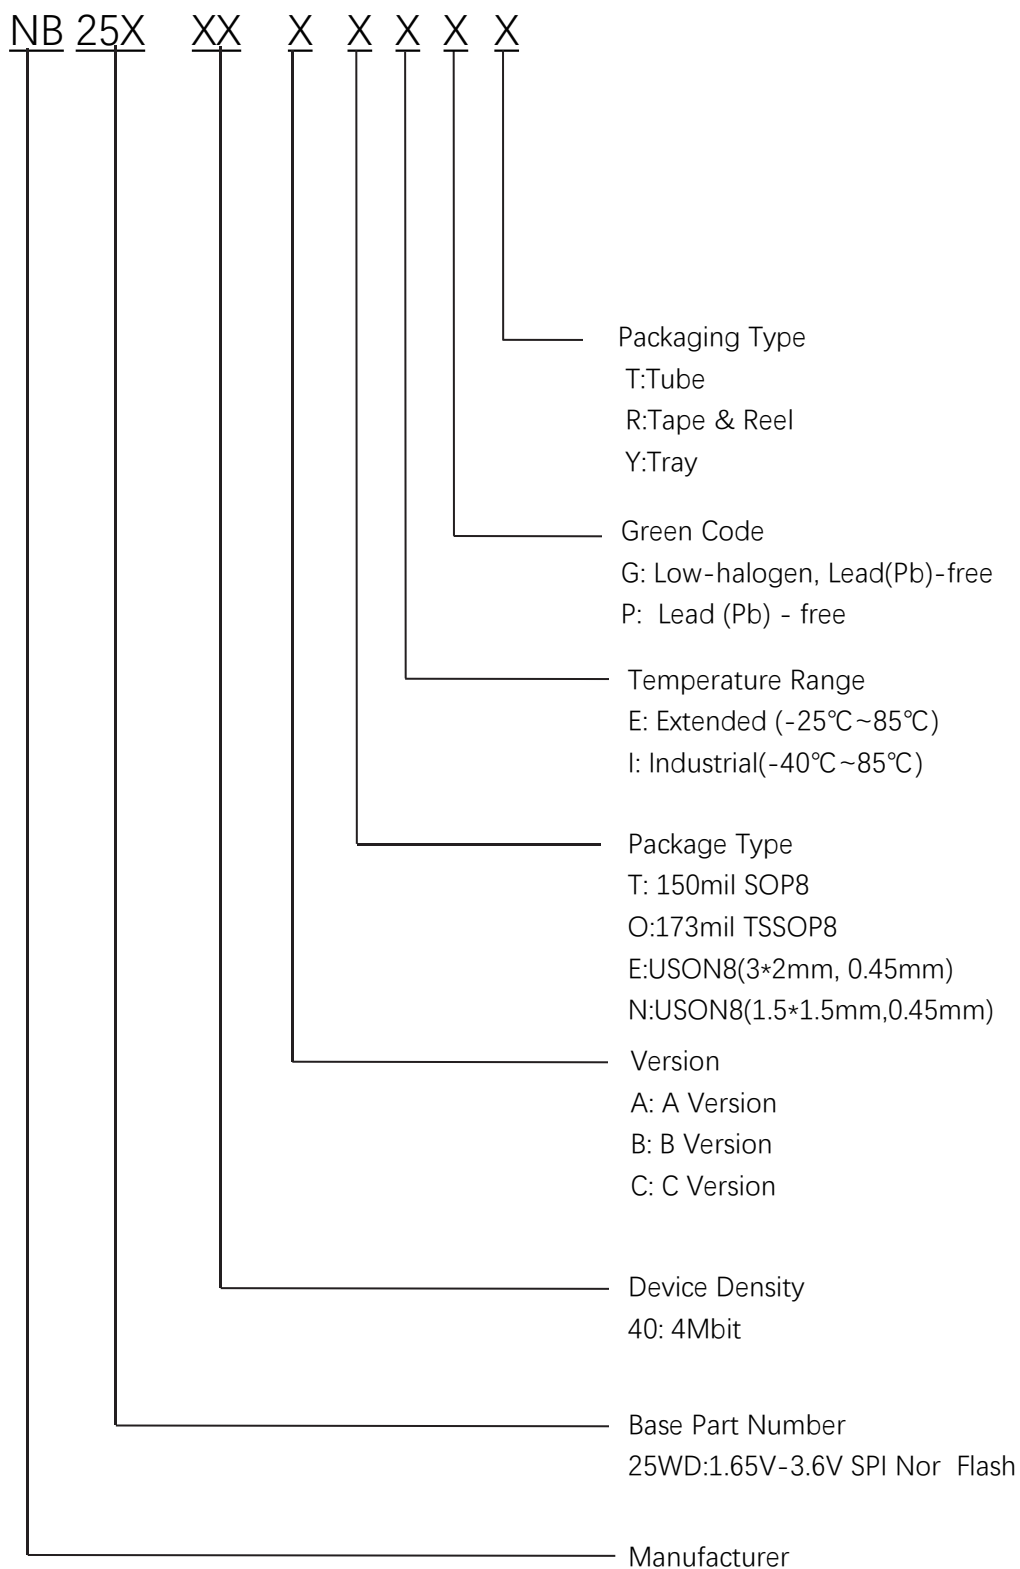 NB 25X XX X X X X X
Packaging Type
T:Tube
R:Tape & Reel
Y:Tray
Green Code
G: Low-halogen, Lead(Pb)-free
P: Lead (Pb) - free
Temperature Range
E: Extended (-25℃~85℃)
I: Industrial(-40℃~85℃)
Package Type
T: 150mil SOP8
O:173mil TSSOP8
E:USON8(3*2mm, 0.45mm)
N:USON8(1.5*1.5mm,0.45mm)
Version
A: A Version
B: B Version
C: C Version
Device Density
40: 4Mbit
Base Part Number
25WD:1.65V-3.6V SPI Nor Flash
Manufacturer